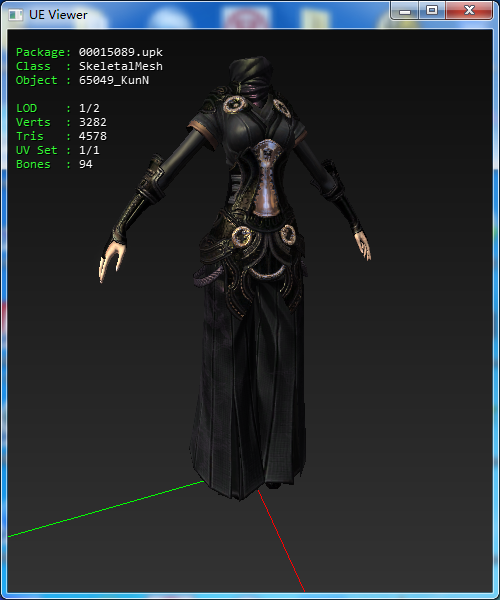 UE Viewer
Package: 00015089.upk
Class  : SkeletalMesh
Object : 65049_KunN
LOD    : 1/2
Verts  : 3282
Tris   : 4578
UV Set : 1/1
Bones  : 94